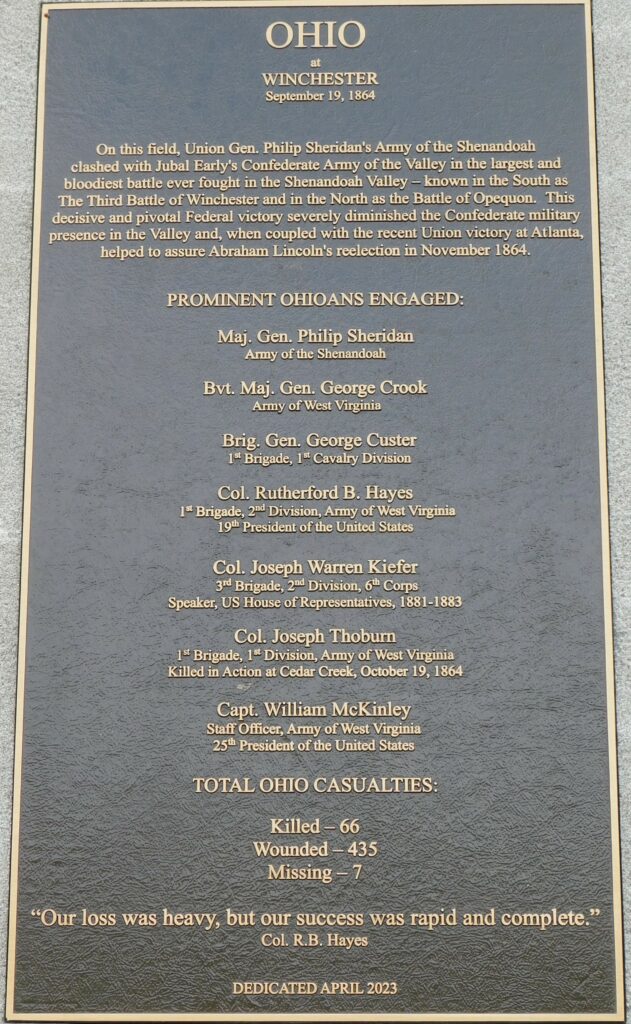 OHIO
at
WINCHESTER
September 19, 1864
On this field, Union Gen. Philip Sheridan's Army of the Shenandoah
clashed with Jubal Early's Confederate Army of the Valley in the largest and
bloodiest battle ever fought in the Shenandoah Valley – known in the South as
The Third Battle of Winchester and in the North as the Battle of Opequon. This
decisive and pivotal Federal victory severely diminished the Confederate military
presence in the Valley and, when coupled with the recent Union victory at Atlanta,
helped to assure Abraham Lincoln's reelection in November 1864.
PROMINENT OHIOANS ENGAGED:
Maj. Gen. Philip Sheridan
Army of the Shenandoah
Bvt. Maj. Gen. George Crook
Army of West Virginia
Brig. Gen. George Custer
1st Brigade, 1st Cavalry Division
Col. Rutherford B. Hayes
1st Brigade, 2nd Division, Army of West Virginia
19th President of the United States
Col. Joseph Warren Kiefer
3rd Brigade, 2nd Division, 6th Corps
Speaker, US House of Representatives, 1881-1883
Col. Joseph Thoburn
1st Brigade, 1st Division, Army of West Virginia
Killed in Action at Cedar Creek, October 19, 1864
Capt. William McKinley
Staff Officer, Army of West Virginia
25th President of the United States
TOTAL OHIO CASUALTIES:
Killed – 66
Wounded – 435
Missing – 7
“Our loss was heavy, but our success was rapid and complete.”
Col. R.B. Hayes
DEDICATED APRIL 2023